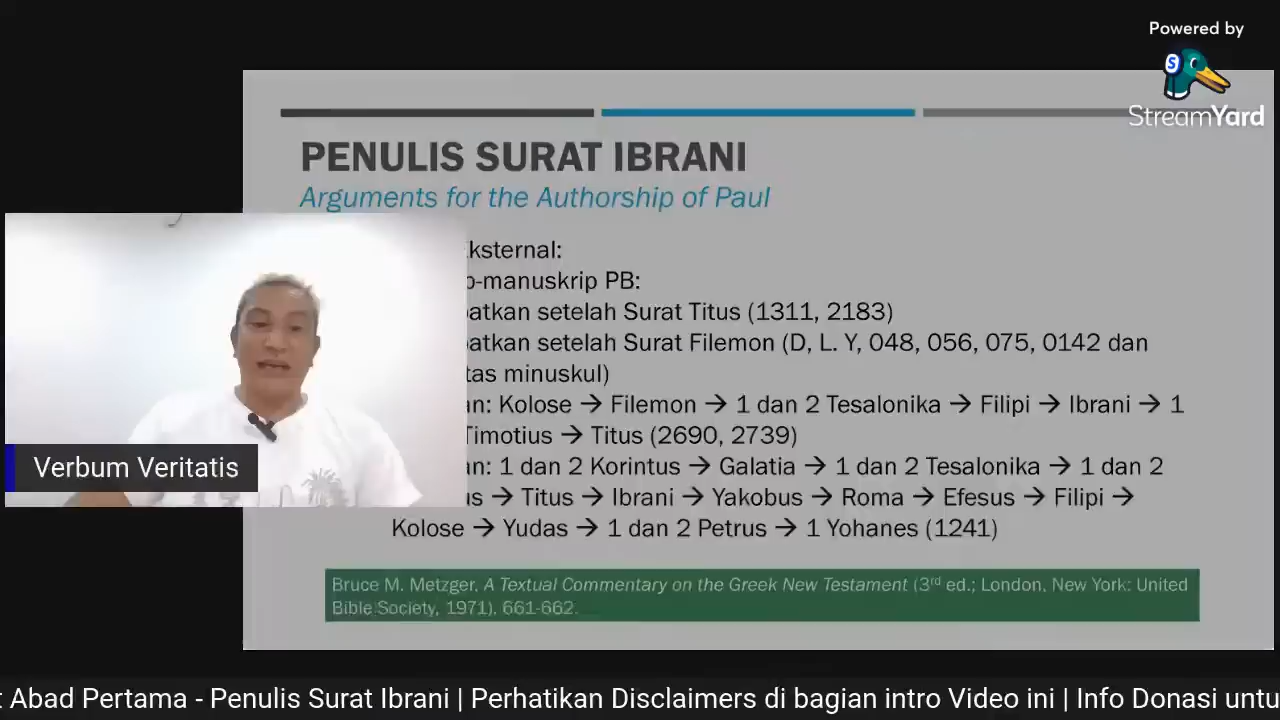 Powered by
StreamYard
PENULIS SURAT IBRANI
Arguments for the Authorship of Paul
ksternal:
-manuskrip PB:
atkan setelah Surat Titus (1311, 2183)
atkan setelah Surat Filemon (D, L. Y, 048, 056, 075, 0142 dan
tas minuskul)
an: Kolose → Filemon → 1 dan 2 Tesalonika → Filipi → Ibrani → 1
Timotius → Titus (2690, 2739)
an: 1 dan 2 Korintus → Galatia → 1 dan 2 Tesalonika → 1 dan 2
us → Titus → Ibrani → Yakobus → Roma → Efesus → Filipi →
Kolose → Yudas → 1 dan 2 Petrus → 1 Yohanes (1241)
Verbum Veritatis
Bruce M. Metzger, A Textual Commentary on the Greek New Testament (3rd ed.; London, New York: United
Bible Society, 1971), 661-662.
t Abad Pertama - Penulis Surat Ibrani | Perhatikan Disclaimers di bagian intro Video ini | Info Donasi untu